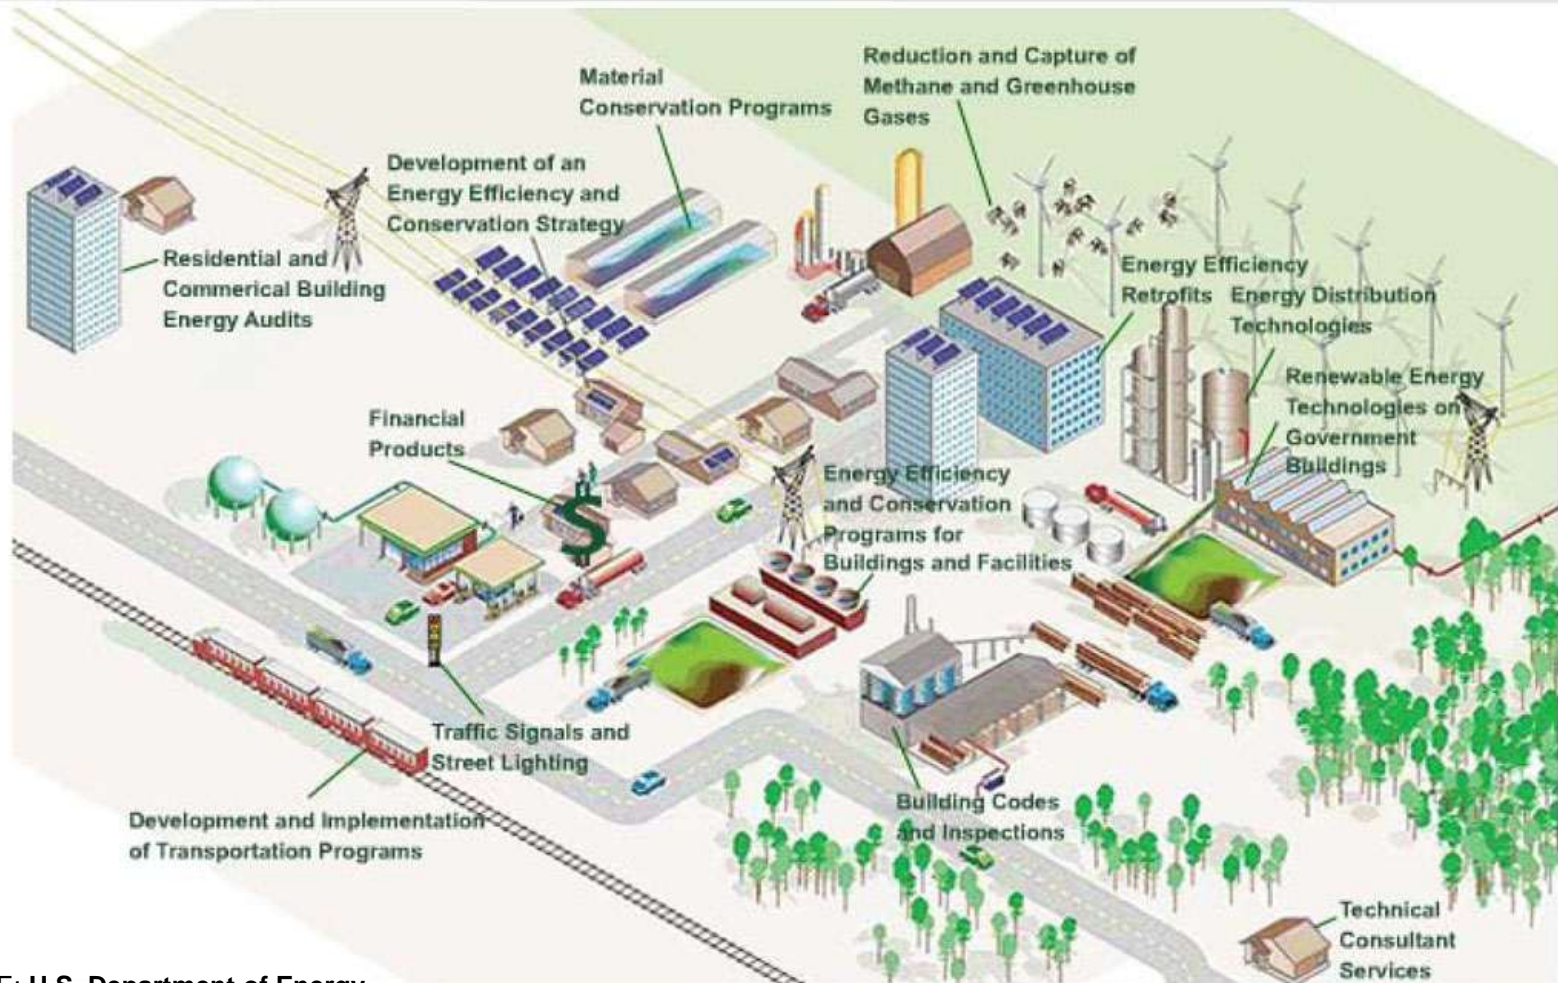 Reduction and Capture of
Methane and Greenhouse
Gases
Material
Conservation Programs
Development of an
Energy Efficiency and
Conservation Strategy
Residential and
Commerical Building
Energy Audits
Energy Efficiency
Retrofits
Energy Distribution
Technologies
Renewable Energy
Technologies on
Government
Buildings
Financial
Products
$
Energy Efficiency
and Conservation
Programs for
Buildings and Facilities
Traffic Signals and
Street Lighting
Development and Implementation
of Transportation Programs
Building Codes
and Inspections
Technical
Consultant
Services
E: U.S. Department of Energy